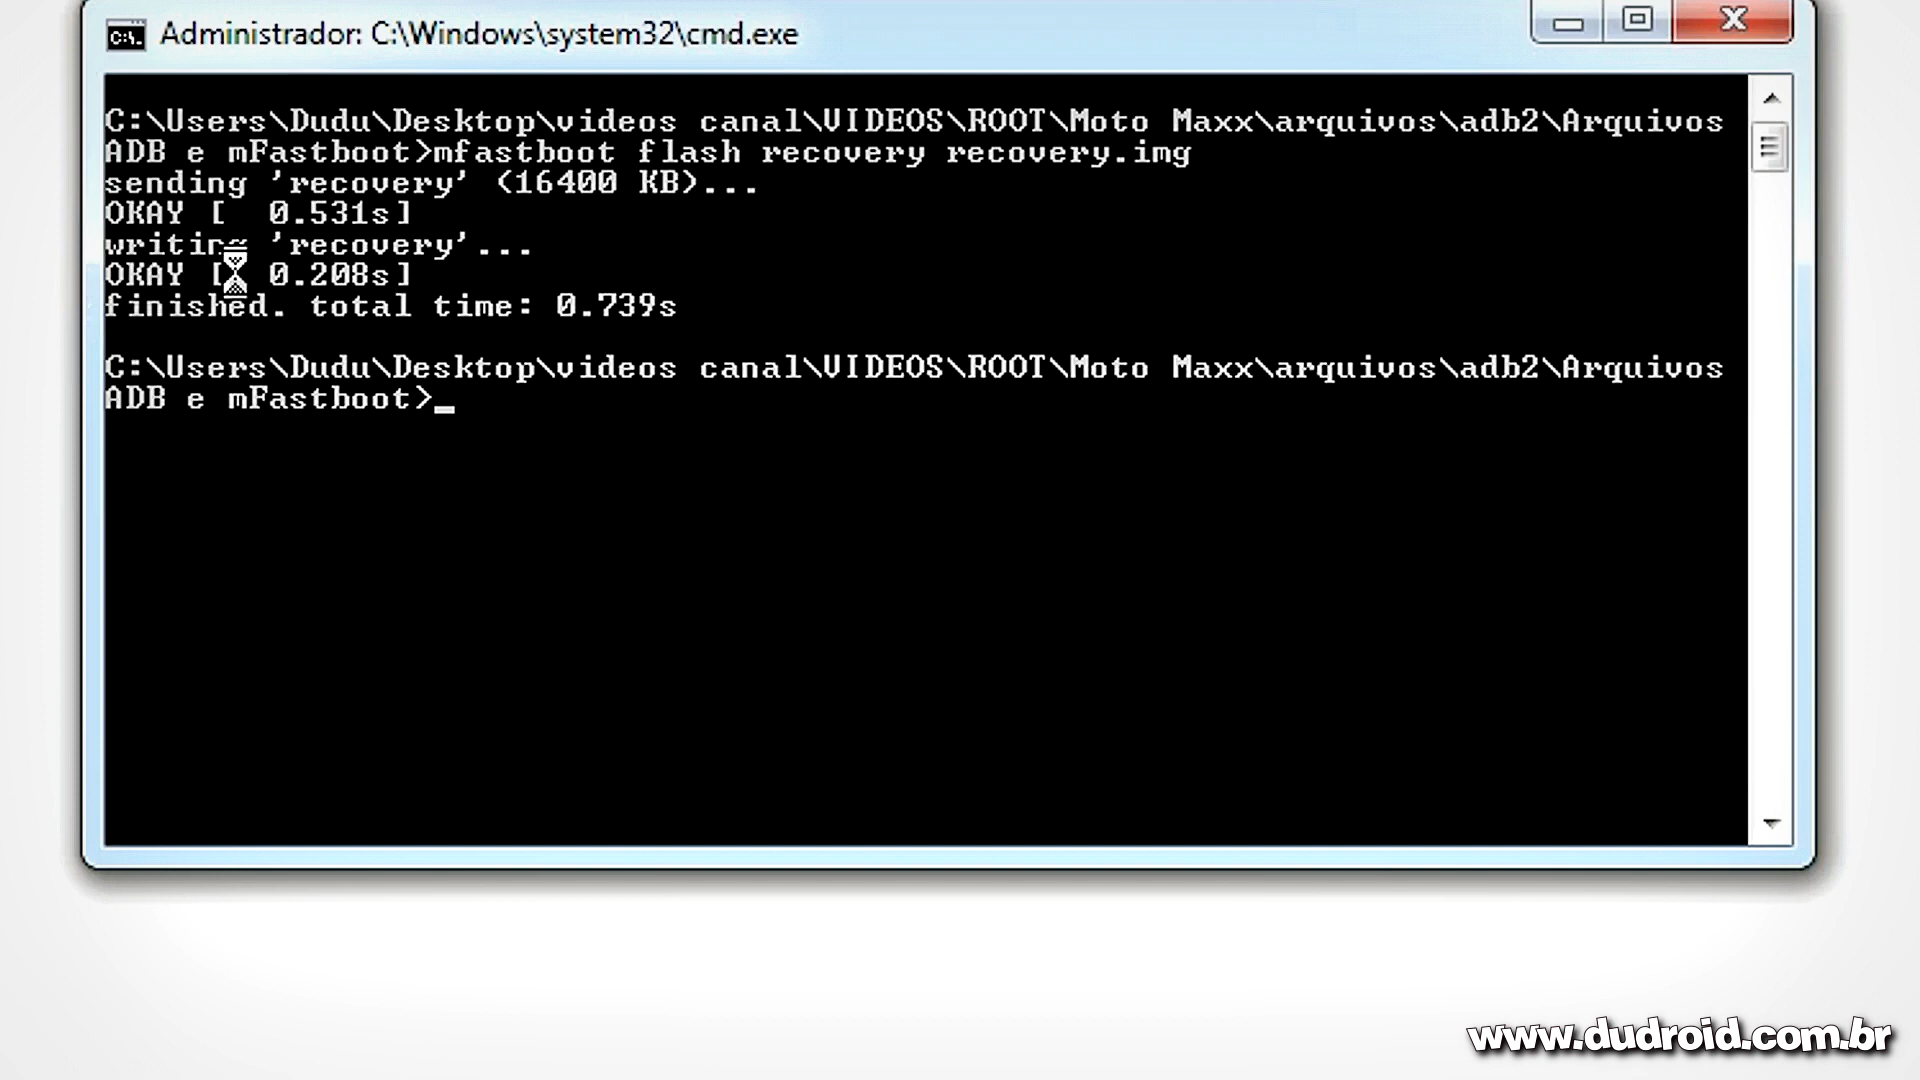 Administrador: C:\Windows\system32\cmd.exe
C:\Users\Dudu\Desktop\videos canal\VIDEOS\ROOT\Moto Maxx\arquivos\adb2\Arquivos
ADB e mFastboot>mfastboot flash recovery recovery.img
sending 'recovery' (16400 KB)...
OKAY [  0.531s]
writing 'recovery'...
OKAY [  0.208s]
finished. total time: 0.739s
C:\Users\Dudu\Desktop\videos canal\VIDEOS\ROOT\Moto Maxx\arquivos\adb2\Arquivos
ADB e mFastboot>_
www.dudroid.com.br